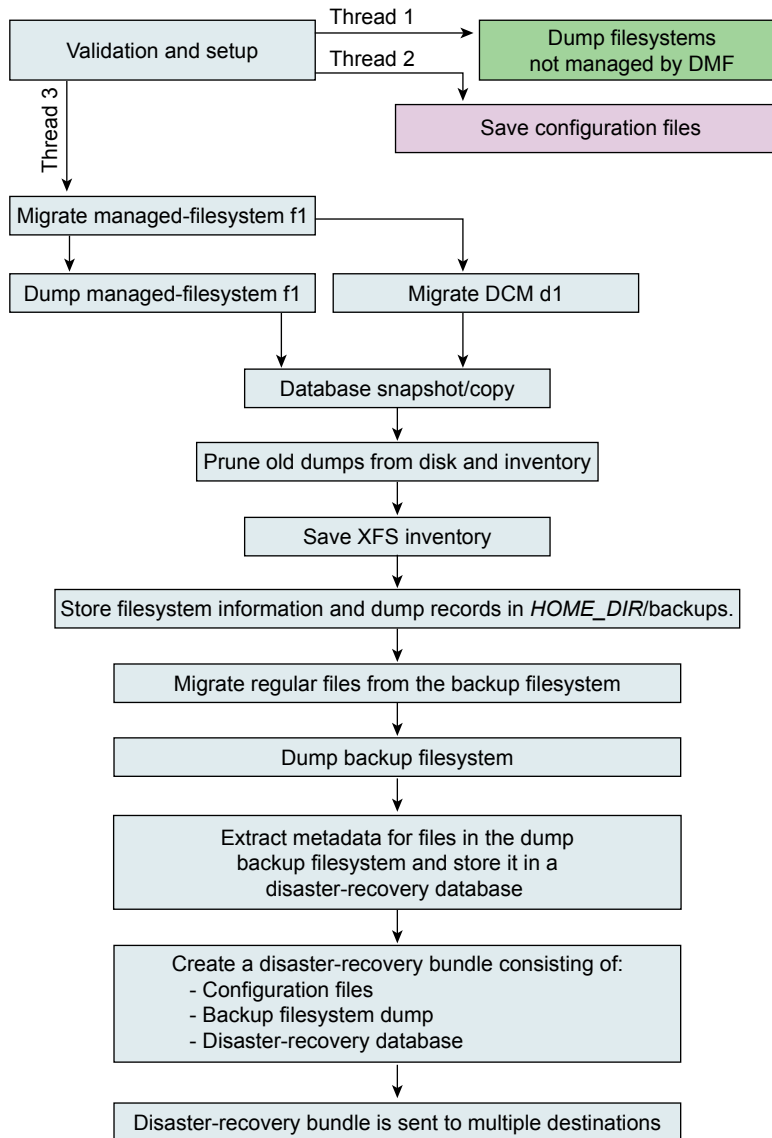 Validation and setup
Thread 1
Thread 2
Thread 3
Dump filesystems
not managed by DMF
Save configuration files
Migrate managed-filesystem f1
Dump managed-filesystem f1
Migrate DCM d1
Database snapshot/copy
Prune old dumps from disk and inventory
Save XFS inventory
Store filesystem information and dump records in HOME_DIR/backups.
Migrate regular files from the backup filesystem
Dump backup filesystem
Extract metadata for files in the dump
backup filesystem and store it in a
disaster-recovery database
Create a disaster-recovery bundle consisting of:
- Configuration files
- Backup filesystem dump
- Disaster-recovery database
Disaster-recovery bundle is sent to multiple destinations